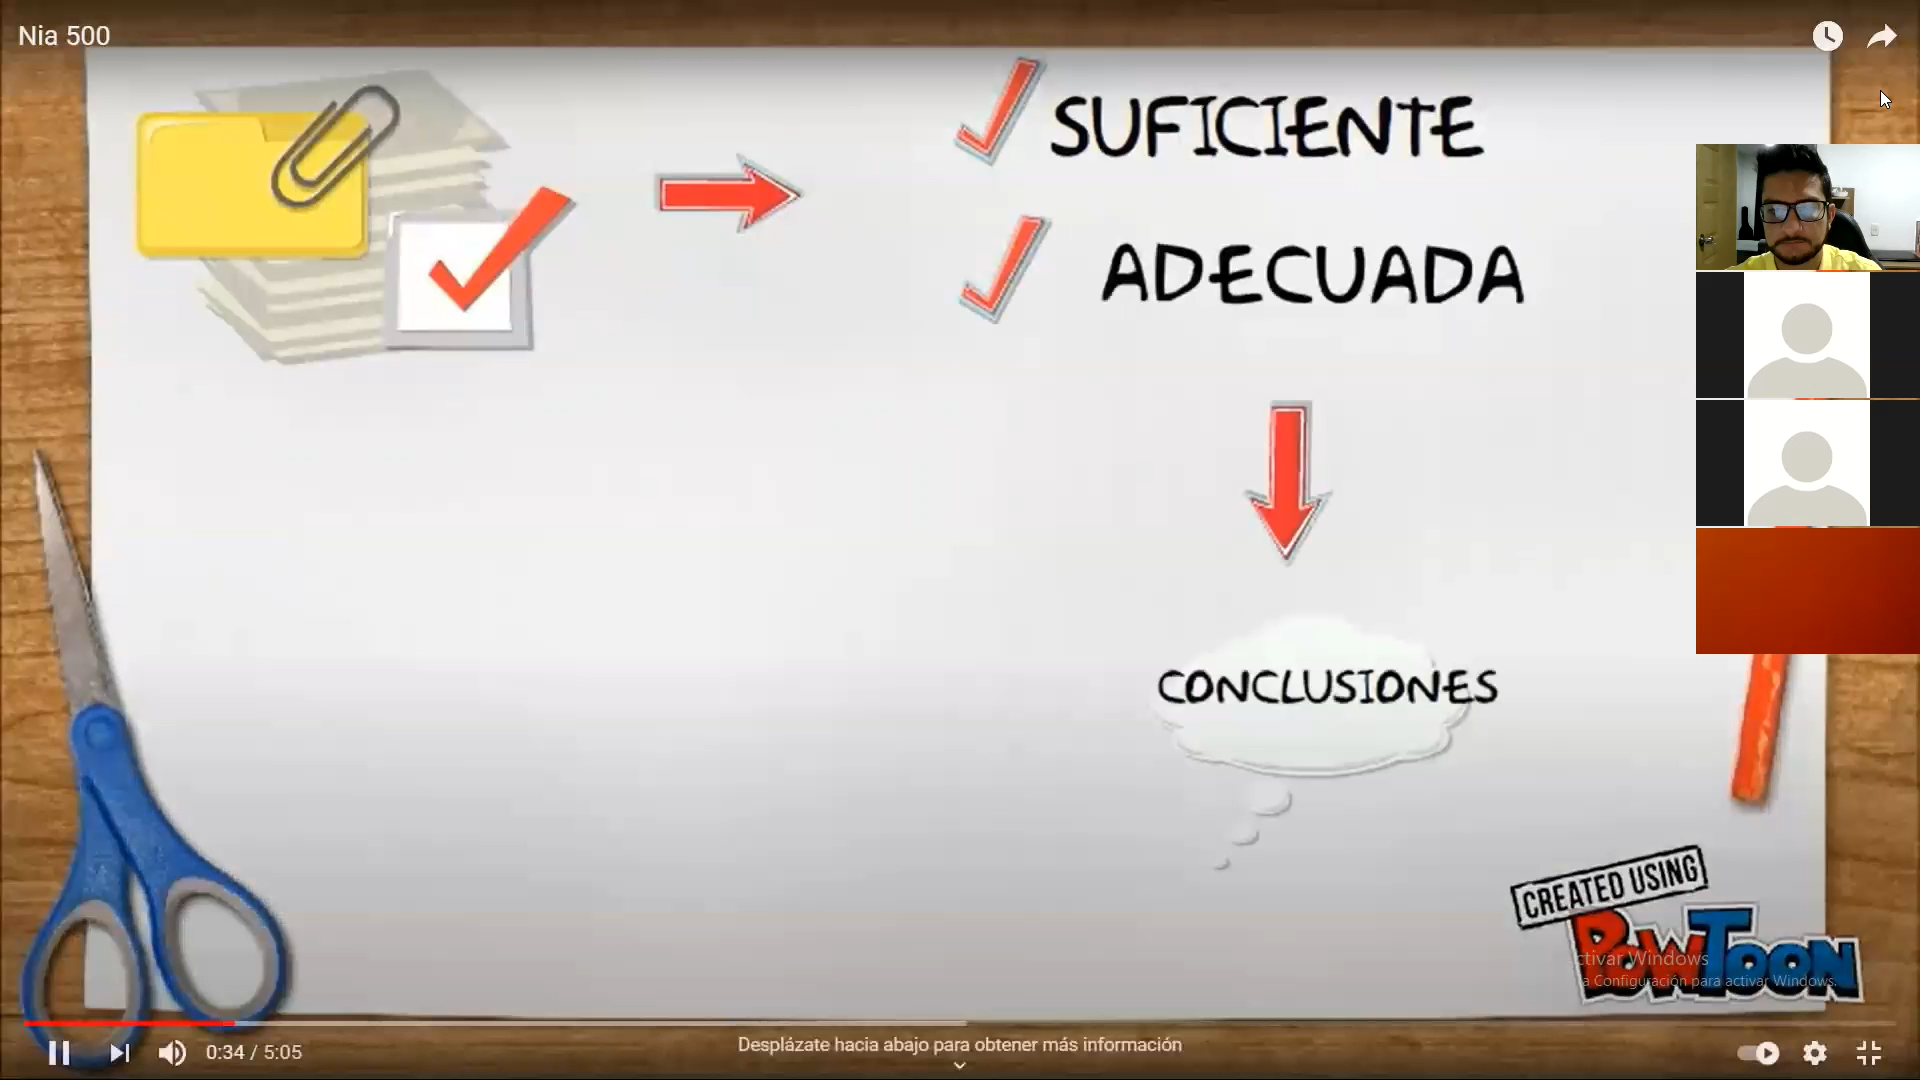 Nia 500
SUFICIENTE
ADECUADA
CONCLUSIONES
CREATED USING
POWTOON
ctivar Windows
a Configuración para activar Windows.
0:34 / 5:05
Desplázate hacia abajo para obtener más información